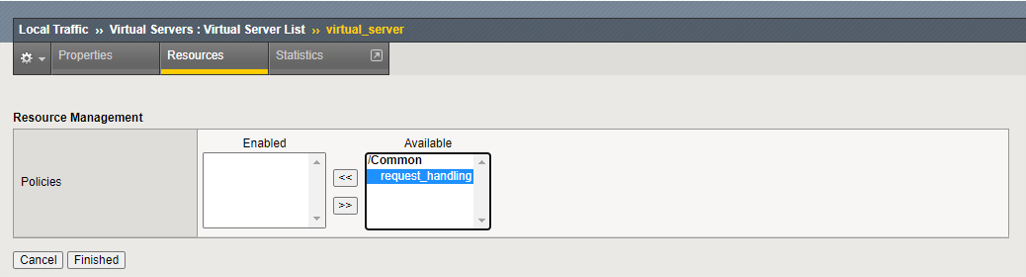 Local Traffic ›› Virtual Servers : Virtual Server List ›› virtual_server
Properties Resources Statistics
Resource Management
Enabled Available
Policies
/Common
request_handling
<<
>>
Cancel Finished